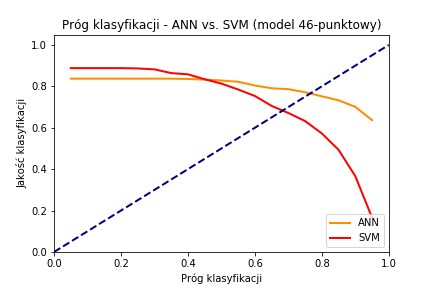 Próg klasyfikacji - ANN vs. SVM (model 46-punktowy)
Jakość klasyfikacji
1.0
0.8
0.6
0.4
0.2
0.0
0.0 0.2 0.4 0.6 0.8 1.0
Próg klasyfikacji
ANN
SVM